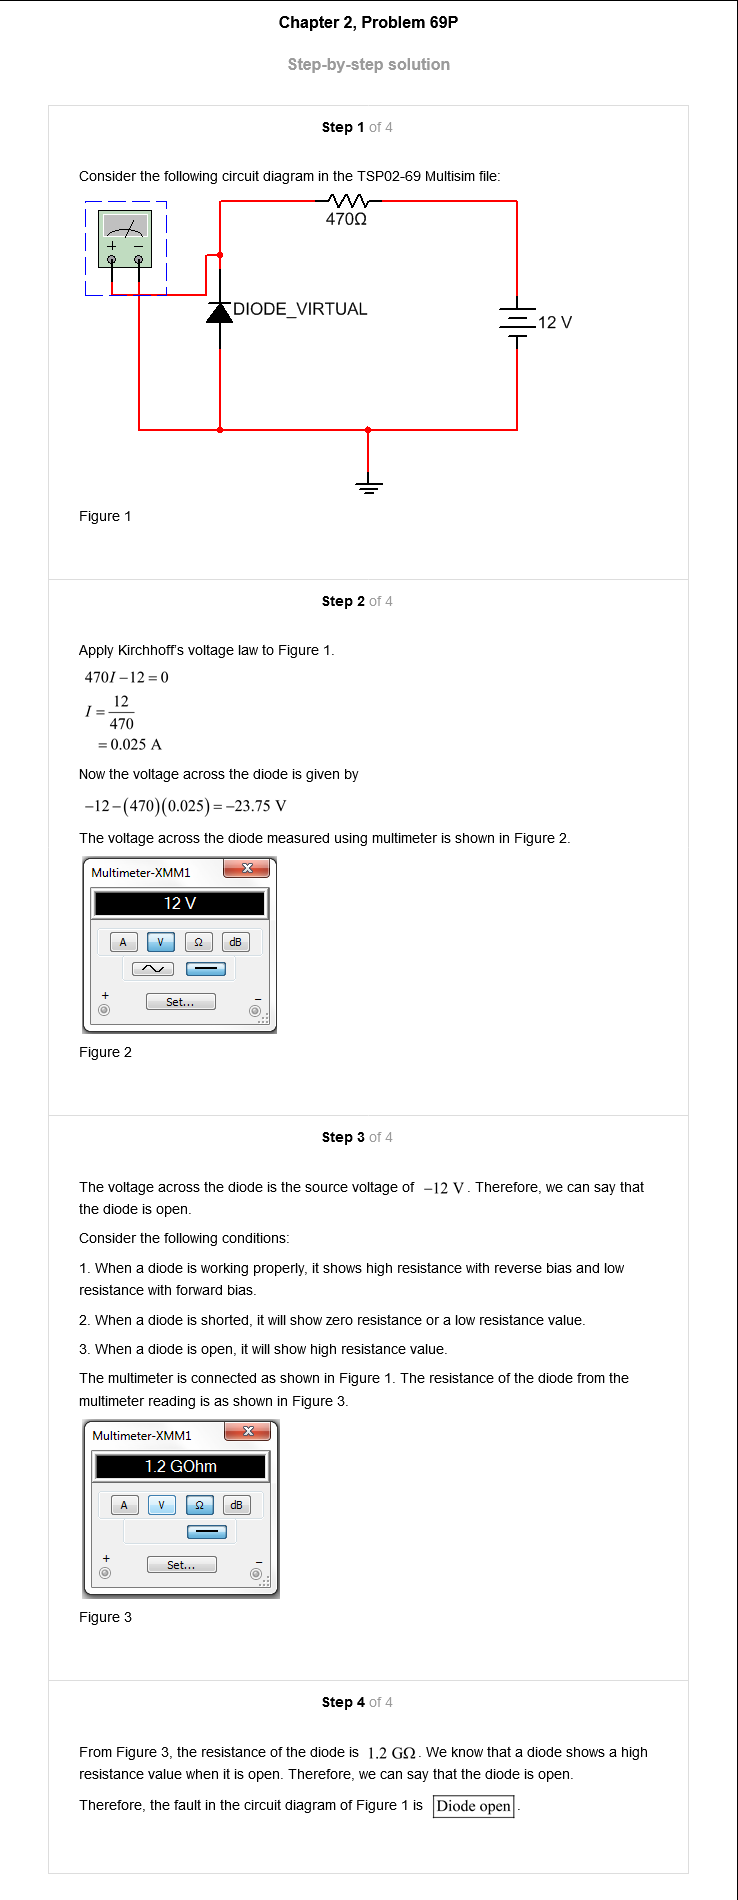 Chapter 2, Problem 69P
Step-by-step solution
Step 1 of 4
Consider the following circuit diagram in the TSP02-69 Multisim file:
470Ω
+ −
DIODE_VIRTUAL
12 V
Figure 1
Step 2 of 4
Apply Kirchhoff's voltage law to Figure 1.
470I − 12 = 0
I = 12/470
= 0.025 A
Now the voltage across the diode is given by
−12 − (470)(0.025) = −23.75 V
The voltage across the diode measured using multimeter is shown in Figure 2.
Multimeter-XMM1 x
12 V
A V Ω dB
+ Set... −
Figure 2
Step 3 of 4
The voltage across the diode is the source voltage of −12 V. Therefore, we can say that
the diode is open.
Consider the following conditions:
1. When a diode is working properly, it shows high resistance with reverse bias and low
resistance with forward bias.
2. When a diode is shorted, it will show zero resistance or a low resistance value.
3. When a diode is open, it will show high resistance value.
The multimeter is connected as shown in Figure 1. The resistance of the diode from the
multimeter reading is as shown in Figure 3.
Multimeter-XMM1 x
1.2 GOhm
A V Ω dB
+ Set... −
Figure 3
Step 4 of 4
From Figure 3, the resistance of the diode is 1.2 GΩ. We know that a diode shows a high
resistance value when it is open. Therefore, we can say that the diode is open.
Therefore, the fault in the circuit diagram of Figure 1 is Diode open.